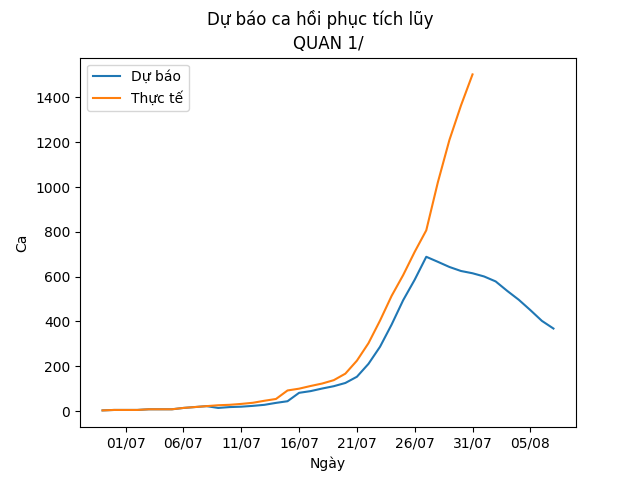 Dự báo ca hồi phục tích lũy
QUAN 1/
Dự báo
Thực tế
1400
1200
1000
800
600
400
200
0
Ca
01/07 06/07 11/07 16/07 21/07 26/07 31/07 05/08
Ngày